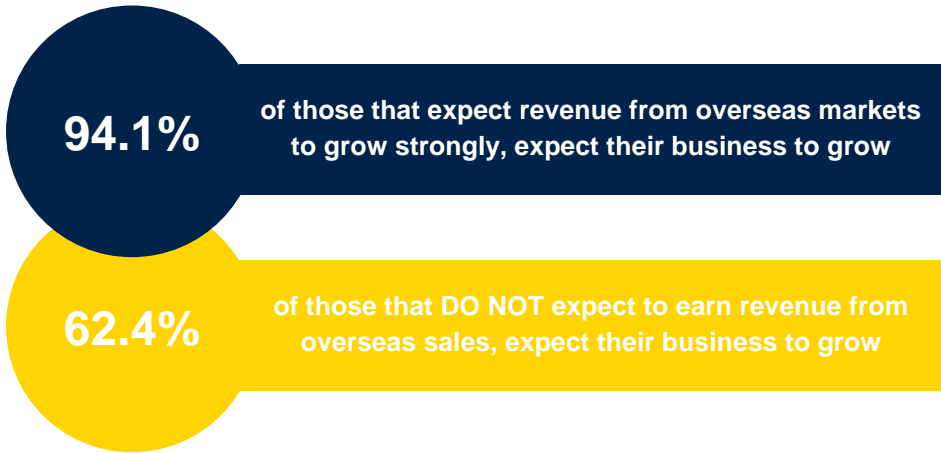 94.1%
of those that expect revenue from overseas markets
to grow strongly, expect their business to grow
62.4%
of those that DO NOT expect to earn revenue from
overseas sales, expect their business to grow